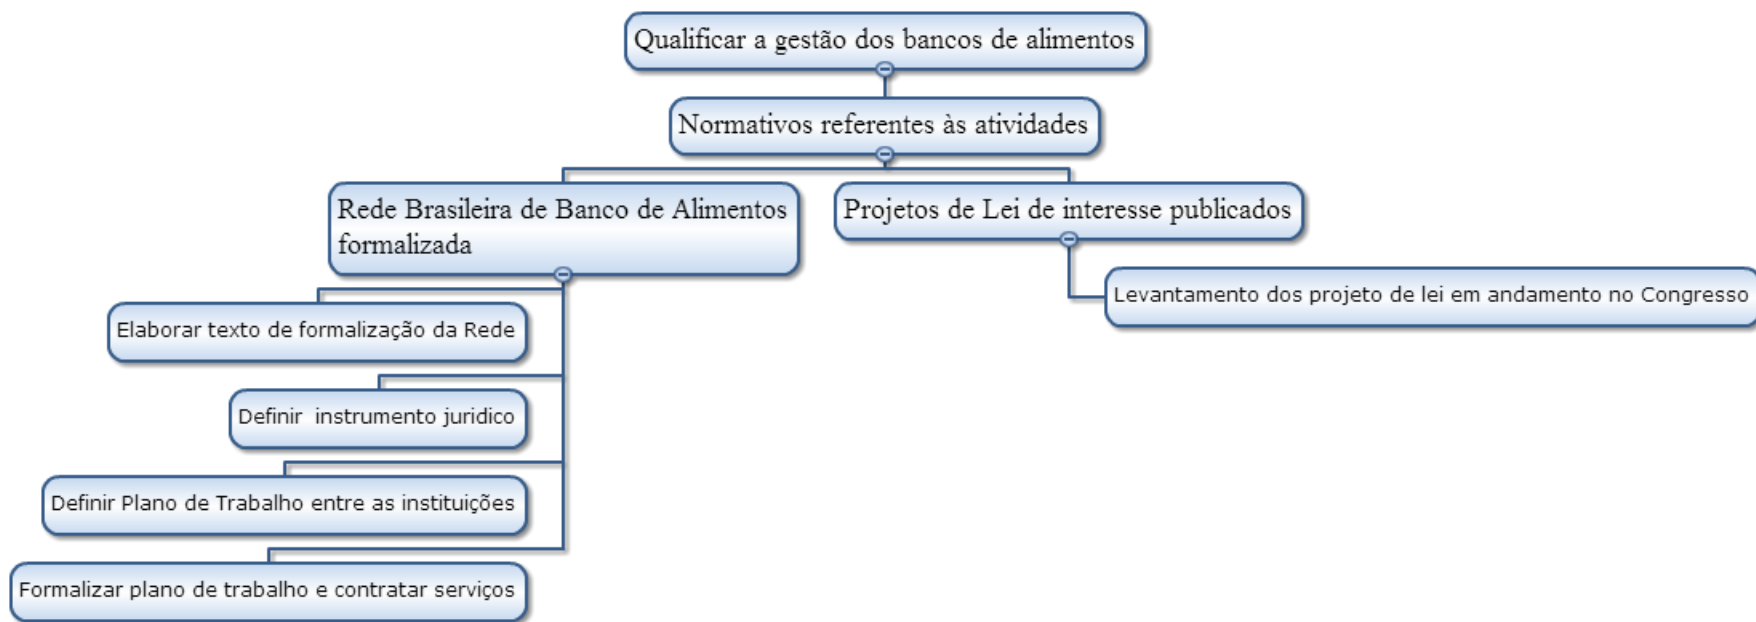 Qualificar a gestão dos bancos de alimentos
Normativos referentes às atividades
Rede Brasileira de Banco de Alimentos
formalizada
Projetos de Lei de interesse publicados
Levantamento dos projeto de lei em andamento no Congresso
Elaborar texto de formalização da Rede
Definir  instrumento juridico
Definir Plano de Trabalho entre as instituições
Formalizar plano de trabalho e contratar serviços